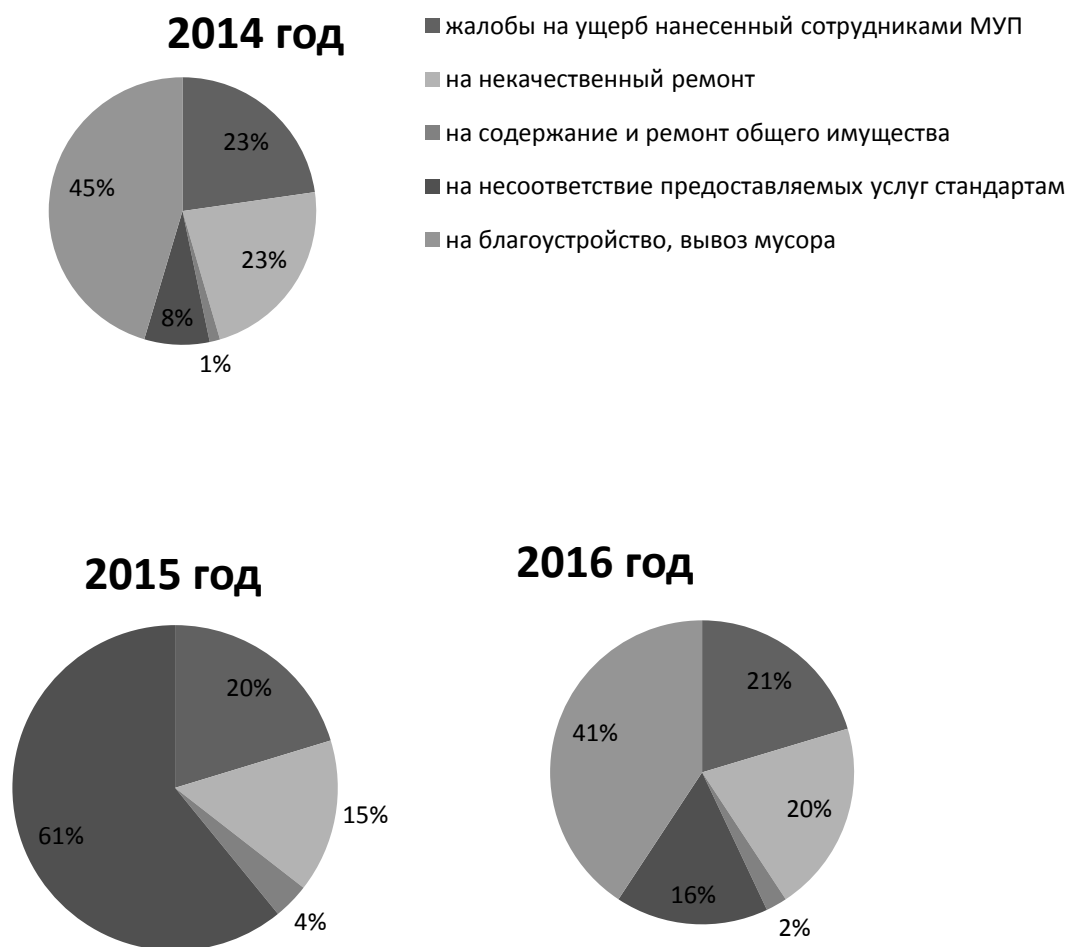 2014 год
жалобы на ущерб нанесенный сотрудниками МУП
на некачественный ремонт
на содержание и ремонт общего имущества
на несоответствие предоставляемых услуг стандартам
на благоустройство, вывоз мусора
23%
45%
23%
8%
1%
2015 год
20%
15%
61%
4%
2016 год
21%
41%
20%
16%
2%